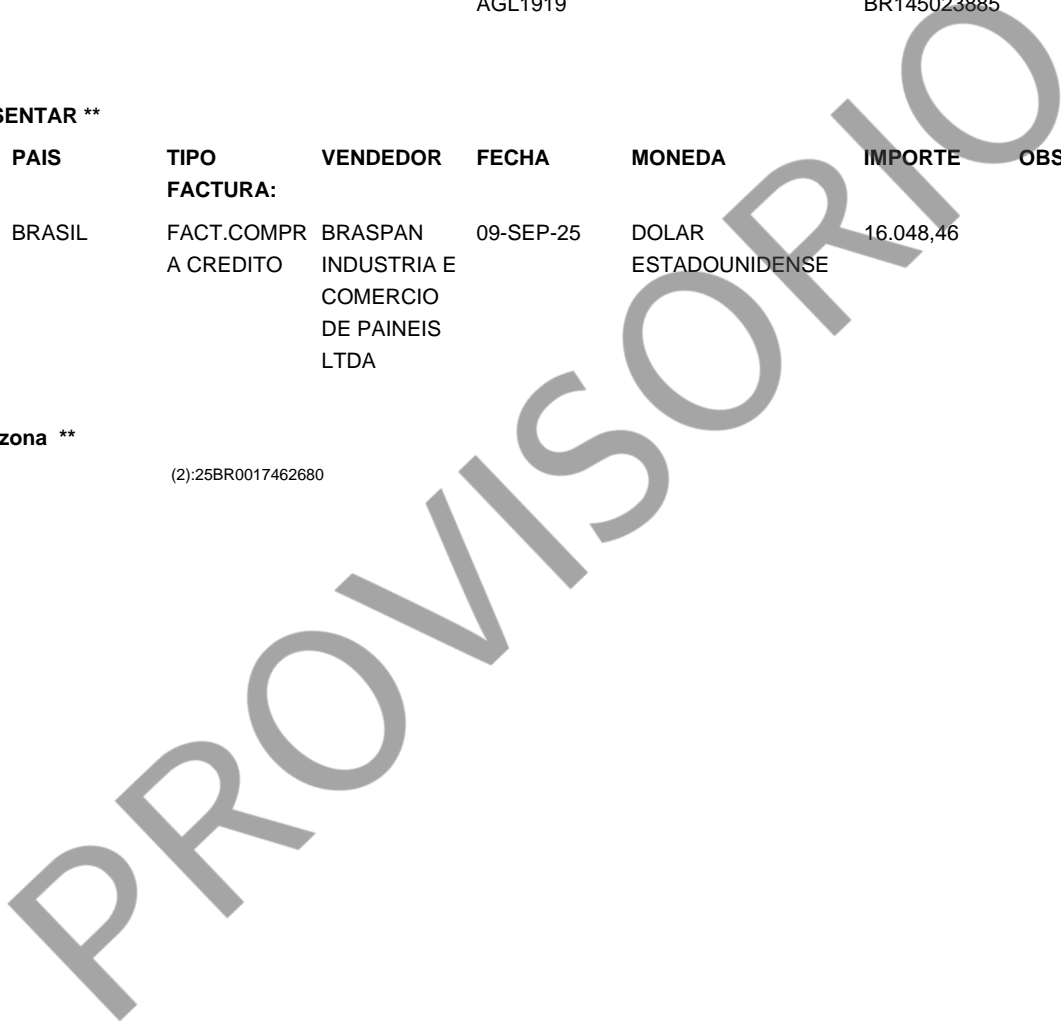 AGL1919 BR145023885
SENTAR **
PAIS TIPO VENDEDOR FECHA MONEDA IMPORTE OBS
FACTURA:
BRASIL FACT.COMPR BRASPAN 09-SEP-25 DOLAR 16.048,46
A CREDITO INDUSTRIA E ESTADOUNIDENSE
COMERCIO
DE PAINEIS
LTDA
zona **
(2):25BR0017462680
PROVISORIO